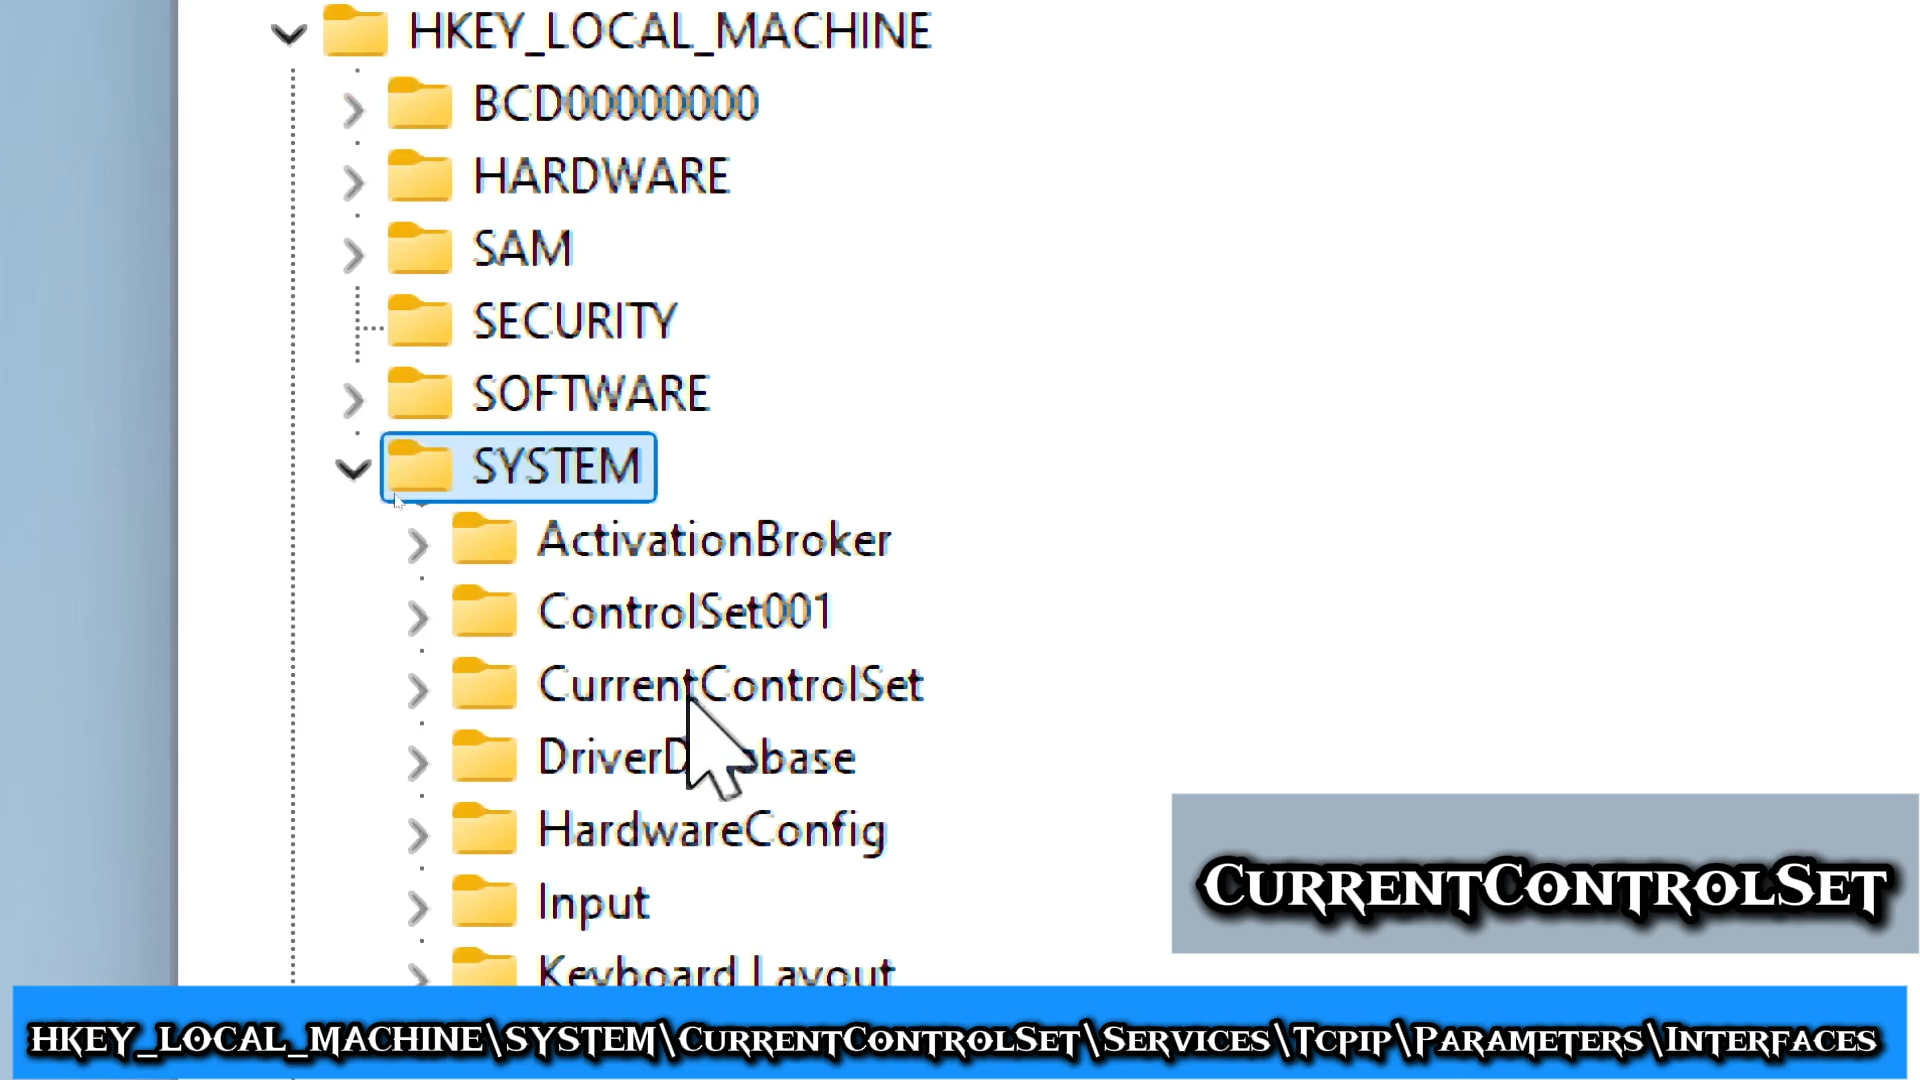 HKEY_LOCAL_MACHINE
BCD00000000
HARDWARE
SAM
SECURITY
SOFTWARE
SYSTEM
ActivationBroker
ControlSet001
CurrentControlSet
DriverDatabase
HardwareConfig
Input
Keyboard Layout
CurrentControlSet
HKEY_LOCAL_MACHINE\SYSTEM\CurrentControlSet\Services\Tcpip\Parameters\Interfaces